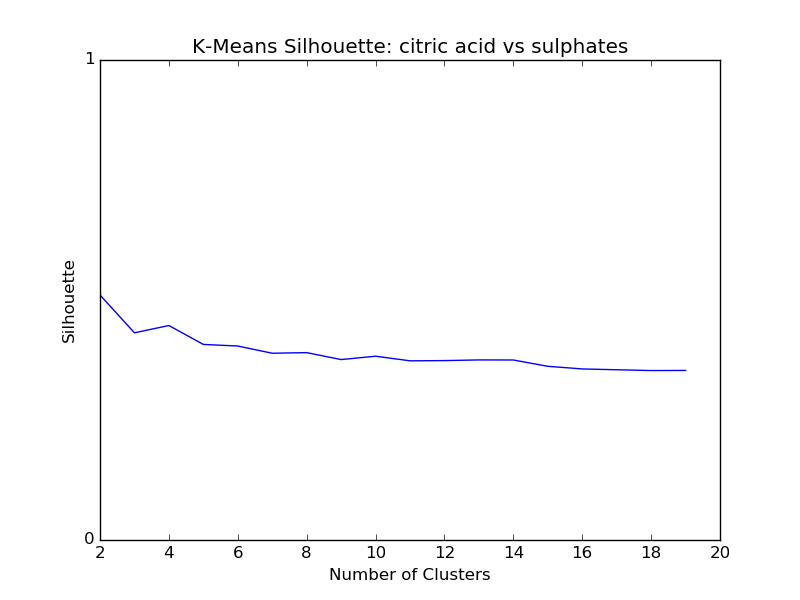 K-Means Silhouette: citric acid vs sulphates
1
Silhouette
0
2 4 6 8 10 12 14 16 18 20
Number of Clusters